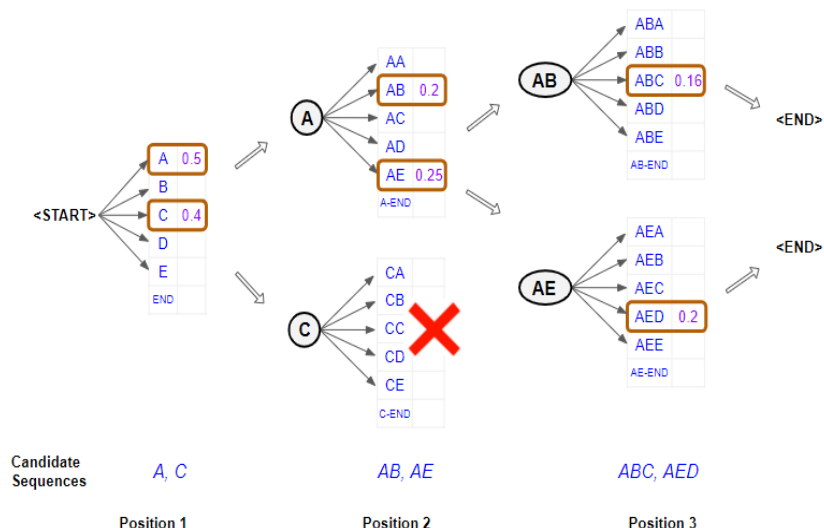 <START>
A 0.5
B
C 0.4
D
E
END
A
AA
AB 0.2
AC
AD
AE 0.25
A-END
C
CA
CB
CC
CD
CE
C-END
AB
ABA
ABB
ABC 0.16
ABD
ABE
AB-END
<END>
AE
AEA
AEB
AEC
AED 0.2
AEE
AE-END
<END>
Candidate
Sequences
A, C
AB, AE
ABC, AED
Position 1
Position 2
Position 3